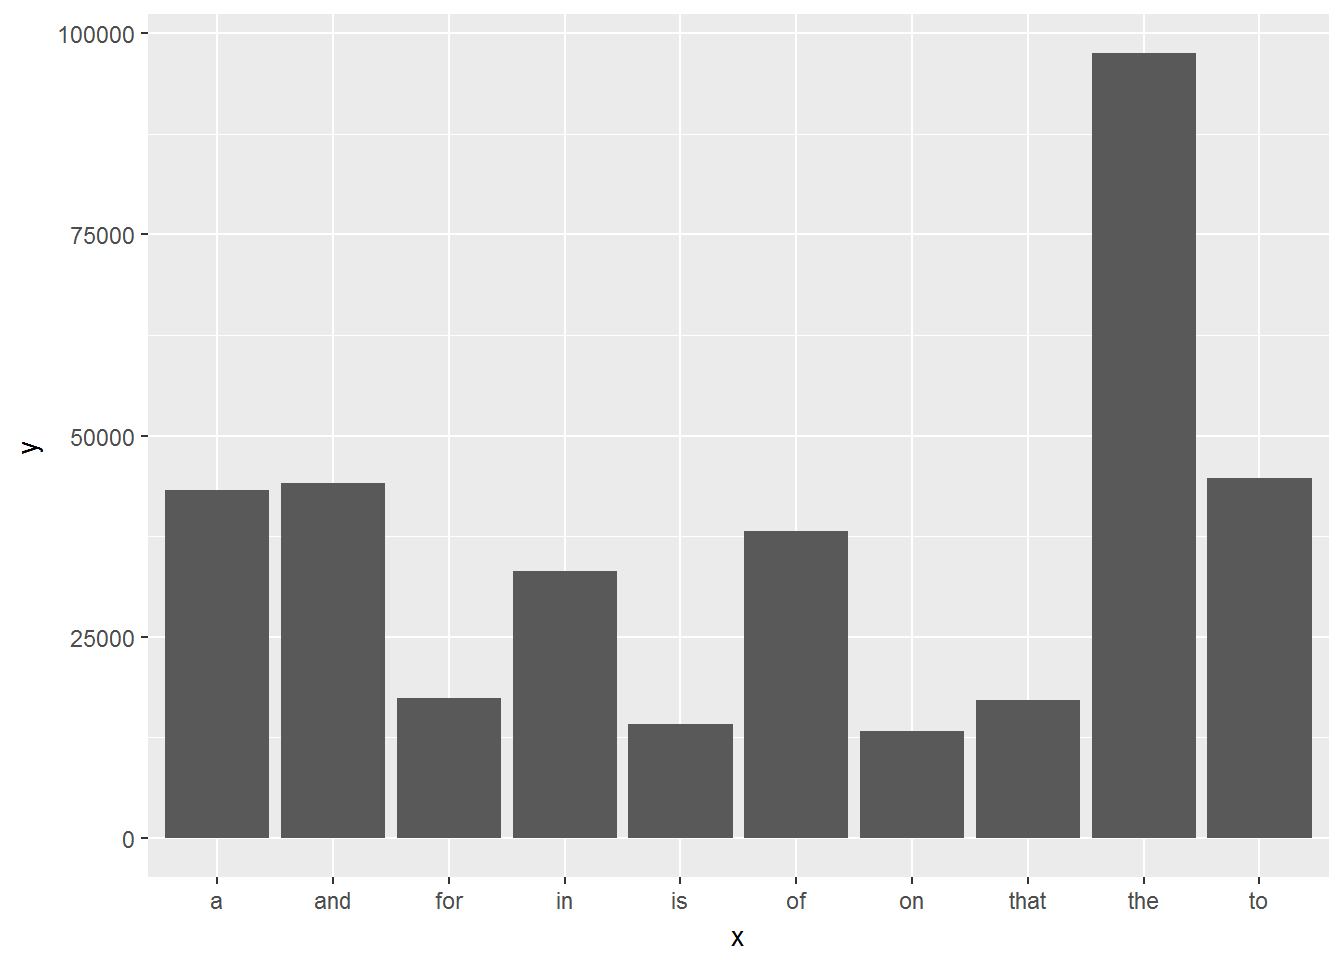 100000
75000
50000
25000
0
y
a and for in is of on that the to
x